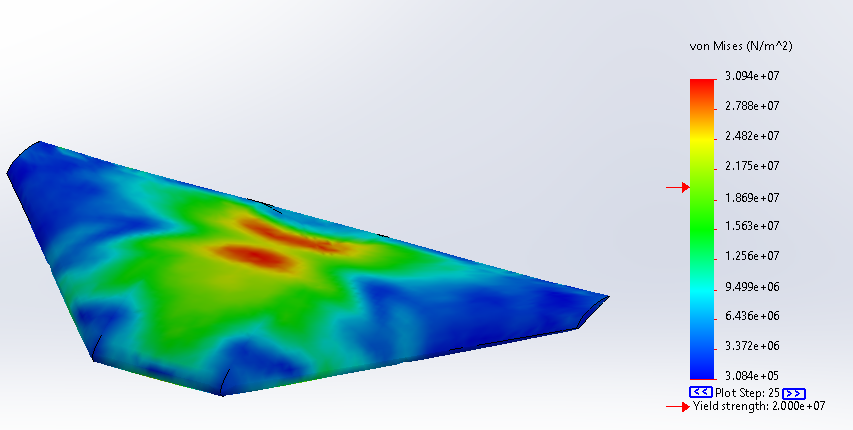 von Mises (N/m^2)
3.094e+07
2.788e+07
2.482e+07
2.175e+07
1.869e+07
1.563e+07
1.256e+07
9.499e+06
6.436e+06
3.372e+06
3.084e+05
<< Plot Step: 25 >>
Yield strength: 2.000e+07